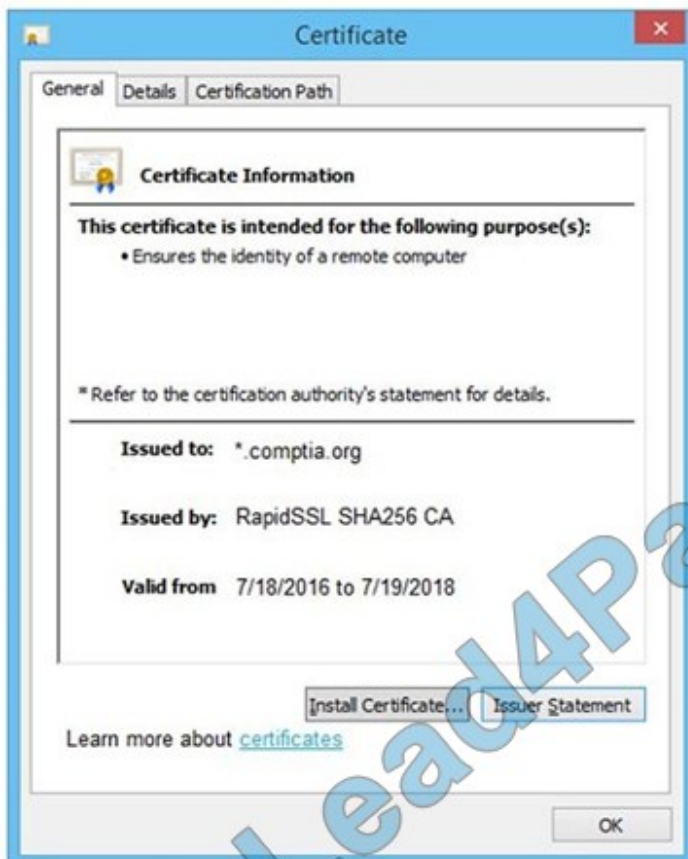 Certificate
General Details Certification Path
Certificate Information
This certificate is intended for the following purpose(s):
• Ensures the identity of a remote computer
* Refer to the certification authority's statement for details.
Issued to: *.comptia.org
Issued by: RapidSSL SHA256 CA
Valid from 7/18/2016 to 7/19/2018
Install Certificate... Issuer Statement
Learn more about certificates
OK
Lead4Pa